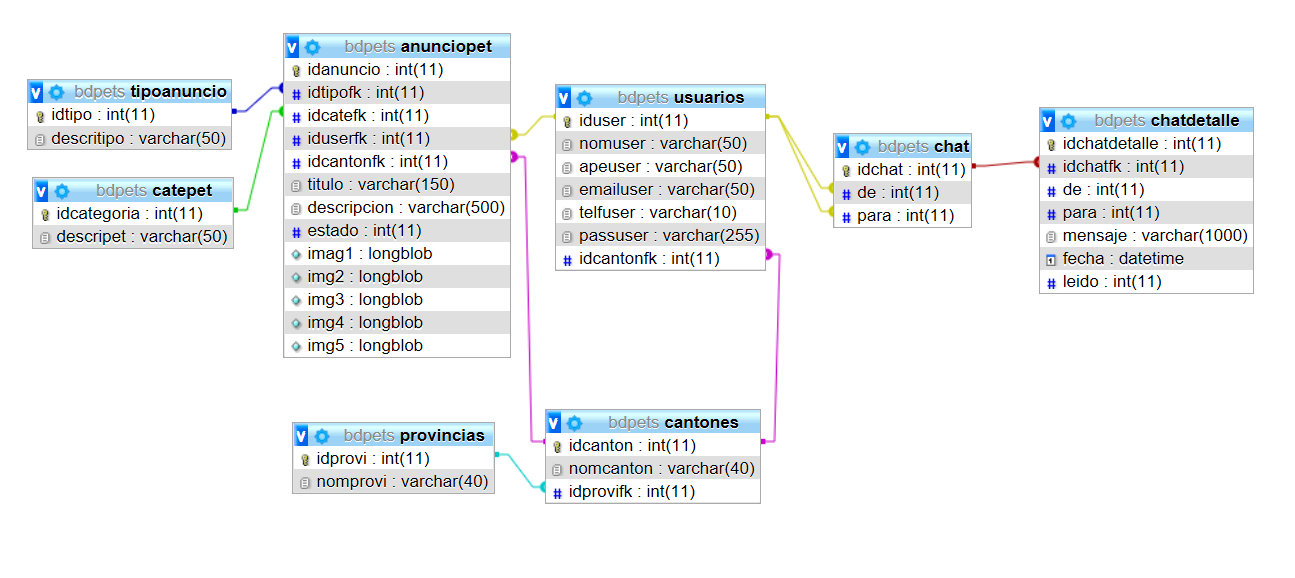 bdpets tipoanuncio
idtipo : int(11)
descritipo : varchar(50)
bdpets catepet
idcategoria : int(11)
descripet : varchar(50)
bdpets anunciopet
idanuncio : int(11)
idtipofk : int(11)
idcatefk : int(11)
iduserfk : int(11)
idcantonfk : int(11)
titulo : varchar(150)
descripcion : varchar(500)
estado : int(11)
imag1 : longblob
img2 : longblob
img3 : longblob
img4 : longblob
img5 : longblob
bdpets usuarios
iduser : int(11)
nomuser : varchar(50)
apeuser : varchar(50)
emailuser : varchar(50)
telfuser : varchar(10)
passuser : varchar(255)
idcantonfk : int(11)
bdpets chat
idchat : int(11)
de : int(11)
para : int(11)
bdpets chatdetalle
idchatdetalle : int(11)
idchatfk : int(11)
de : int(11)
para : int(11)
mensaje : varchar(1000)
fecha : datetime
leido : int(11)
bdpets provincias
idprovi : int(11)
nomprovi : varchar(40)
bdpets cantones
idcanton : int(11)
nomcanton : varchar(40)
idprovifk : int(11)